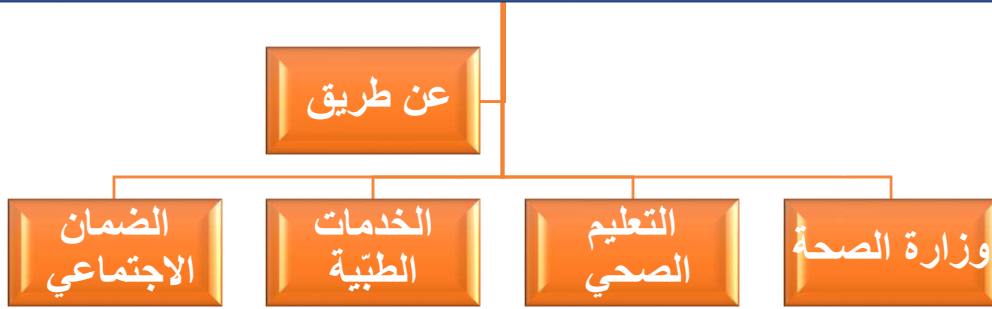 عن طريق
وزارة الصحة
التعليم
الصحي
الخدمات
الطبّية
الضمان
الاجتماعي